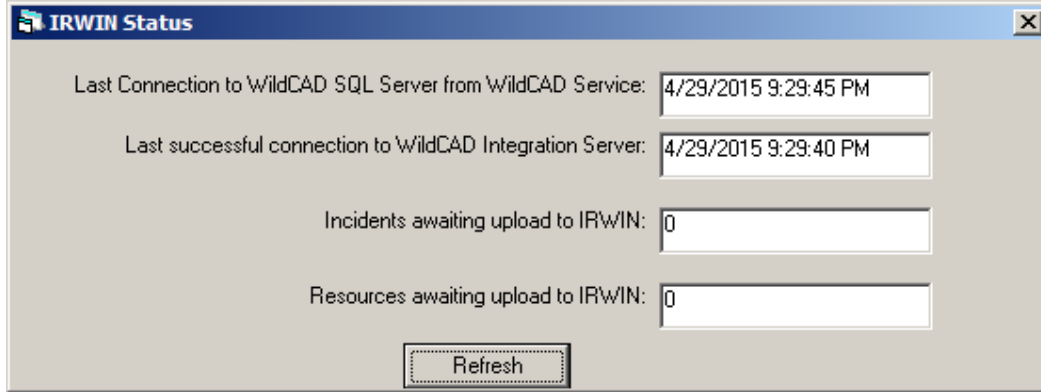 IRWIN Status
Last Connection to WildCAD SQL Server from WildCAD Service: 4/29/2015 9:29:45 PM
Last successful connection to WildCAD Integration Server: 4/29/2015 9:29:40 PM
Incidents awaiting upload to IRWIN: 0
Resources awaiting upload to IRWIN: 0
Refresh